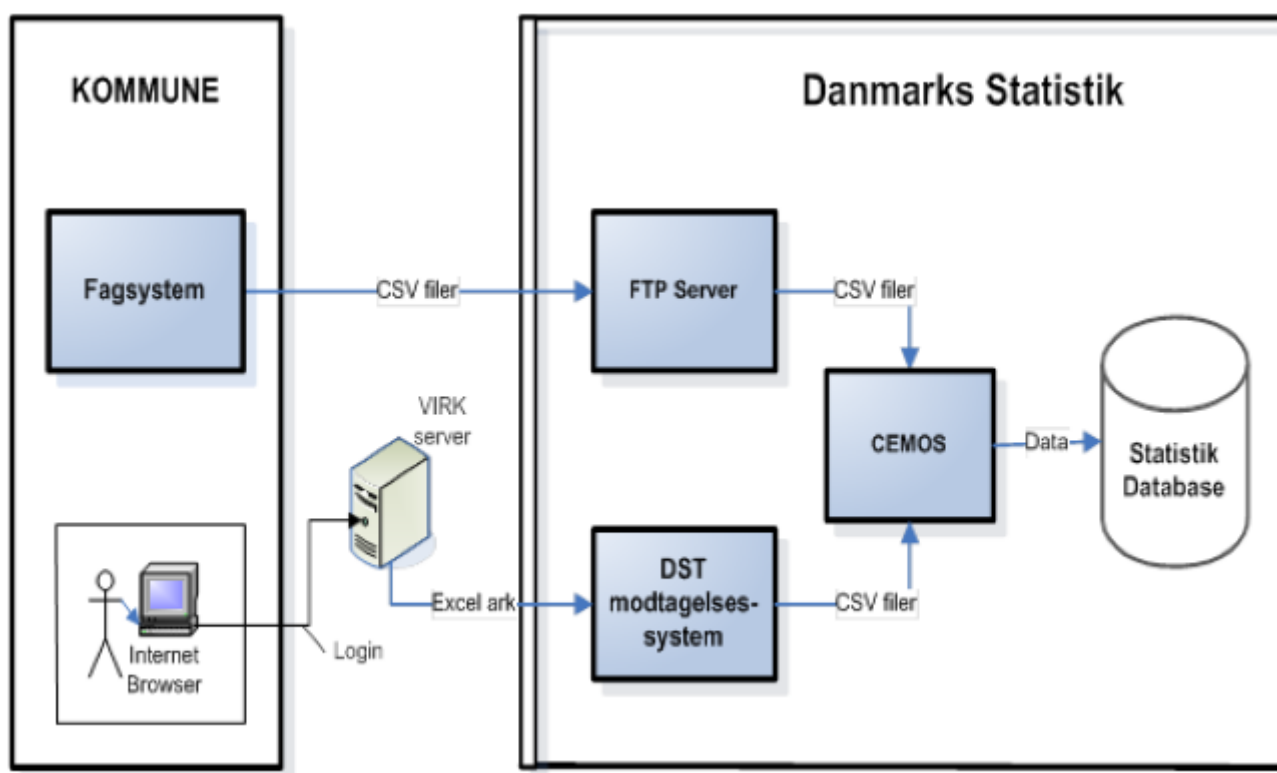 KOMMUNE
Danmarks Statistik
Fagsystem
CSV filer
FTP Server
CSV filer
VIRK
server
CEMOS
Data
Statistik
Database
Internet
Browser
Login
Excel ark
DST
modtagelses-
system
CSV filer